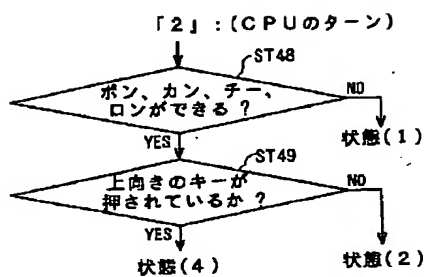 「2」:(CPUのターン)
ST48
ポン、カン、チー、
ロンができる?
NO
YES
状態(1)
ST49
上向きのキーが
押されているか?
NO
YES
状態(4)
状態(2)